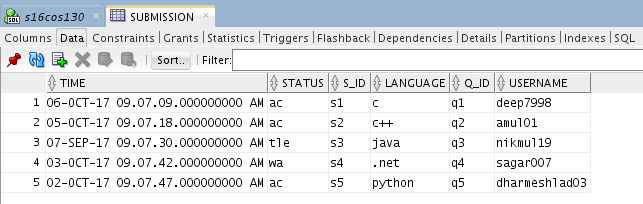 s16cos130 SUBMISSION
Columns Data Constraints Grants Statistics Triggers Flashback Dependencies Details Partitions Indexes SQL
Sort.. Filter:
TIME STATUS S_ID LANGUAGE Q_ID USERNAME
1 06-OCT-17 09.07.09.000000000 AM ac s1 c q1 deep7998
2 05-OCT-17 09.07.18.000000000 AM ac s2 c++ q2 amul01
3 07-SEP-17 09.07.30.000000000 AM tle s3 java q3 nikmul19
4 03-OCT-17 09.07.42.000000000 AM wa s4 .net q4 sagar007
5 02-OCT-17 09.07.47.000000000 AM ac s5 python q5 dharmeshlad03